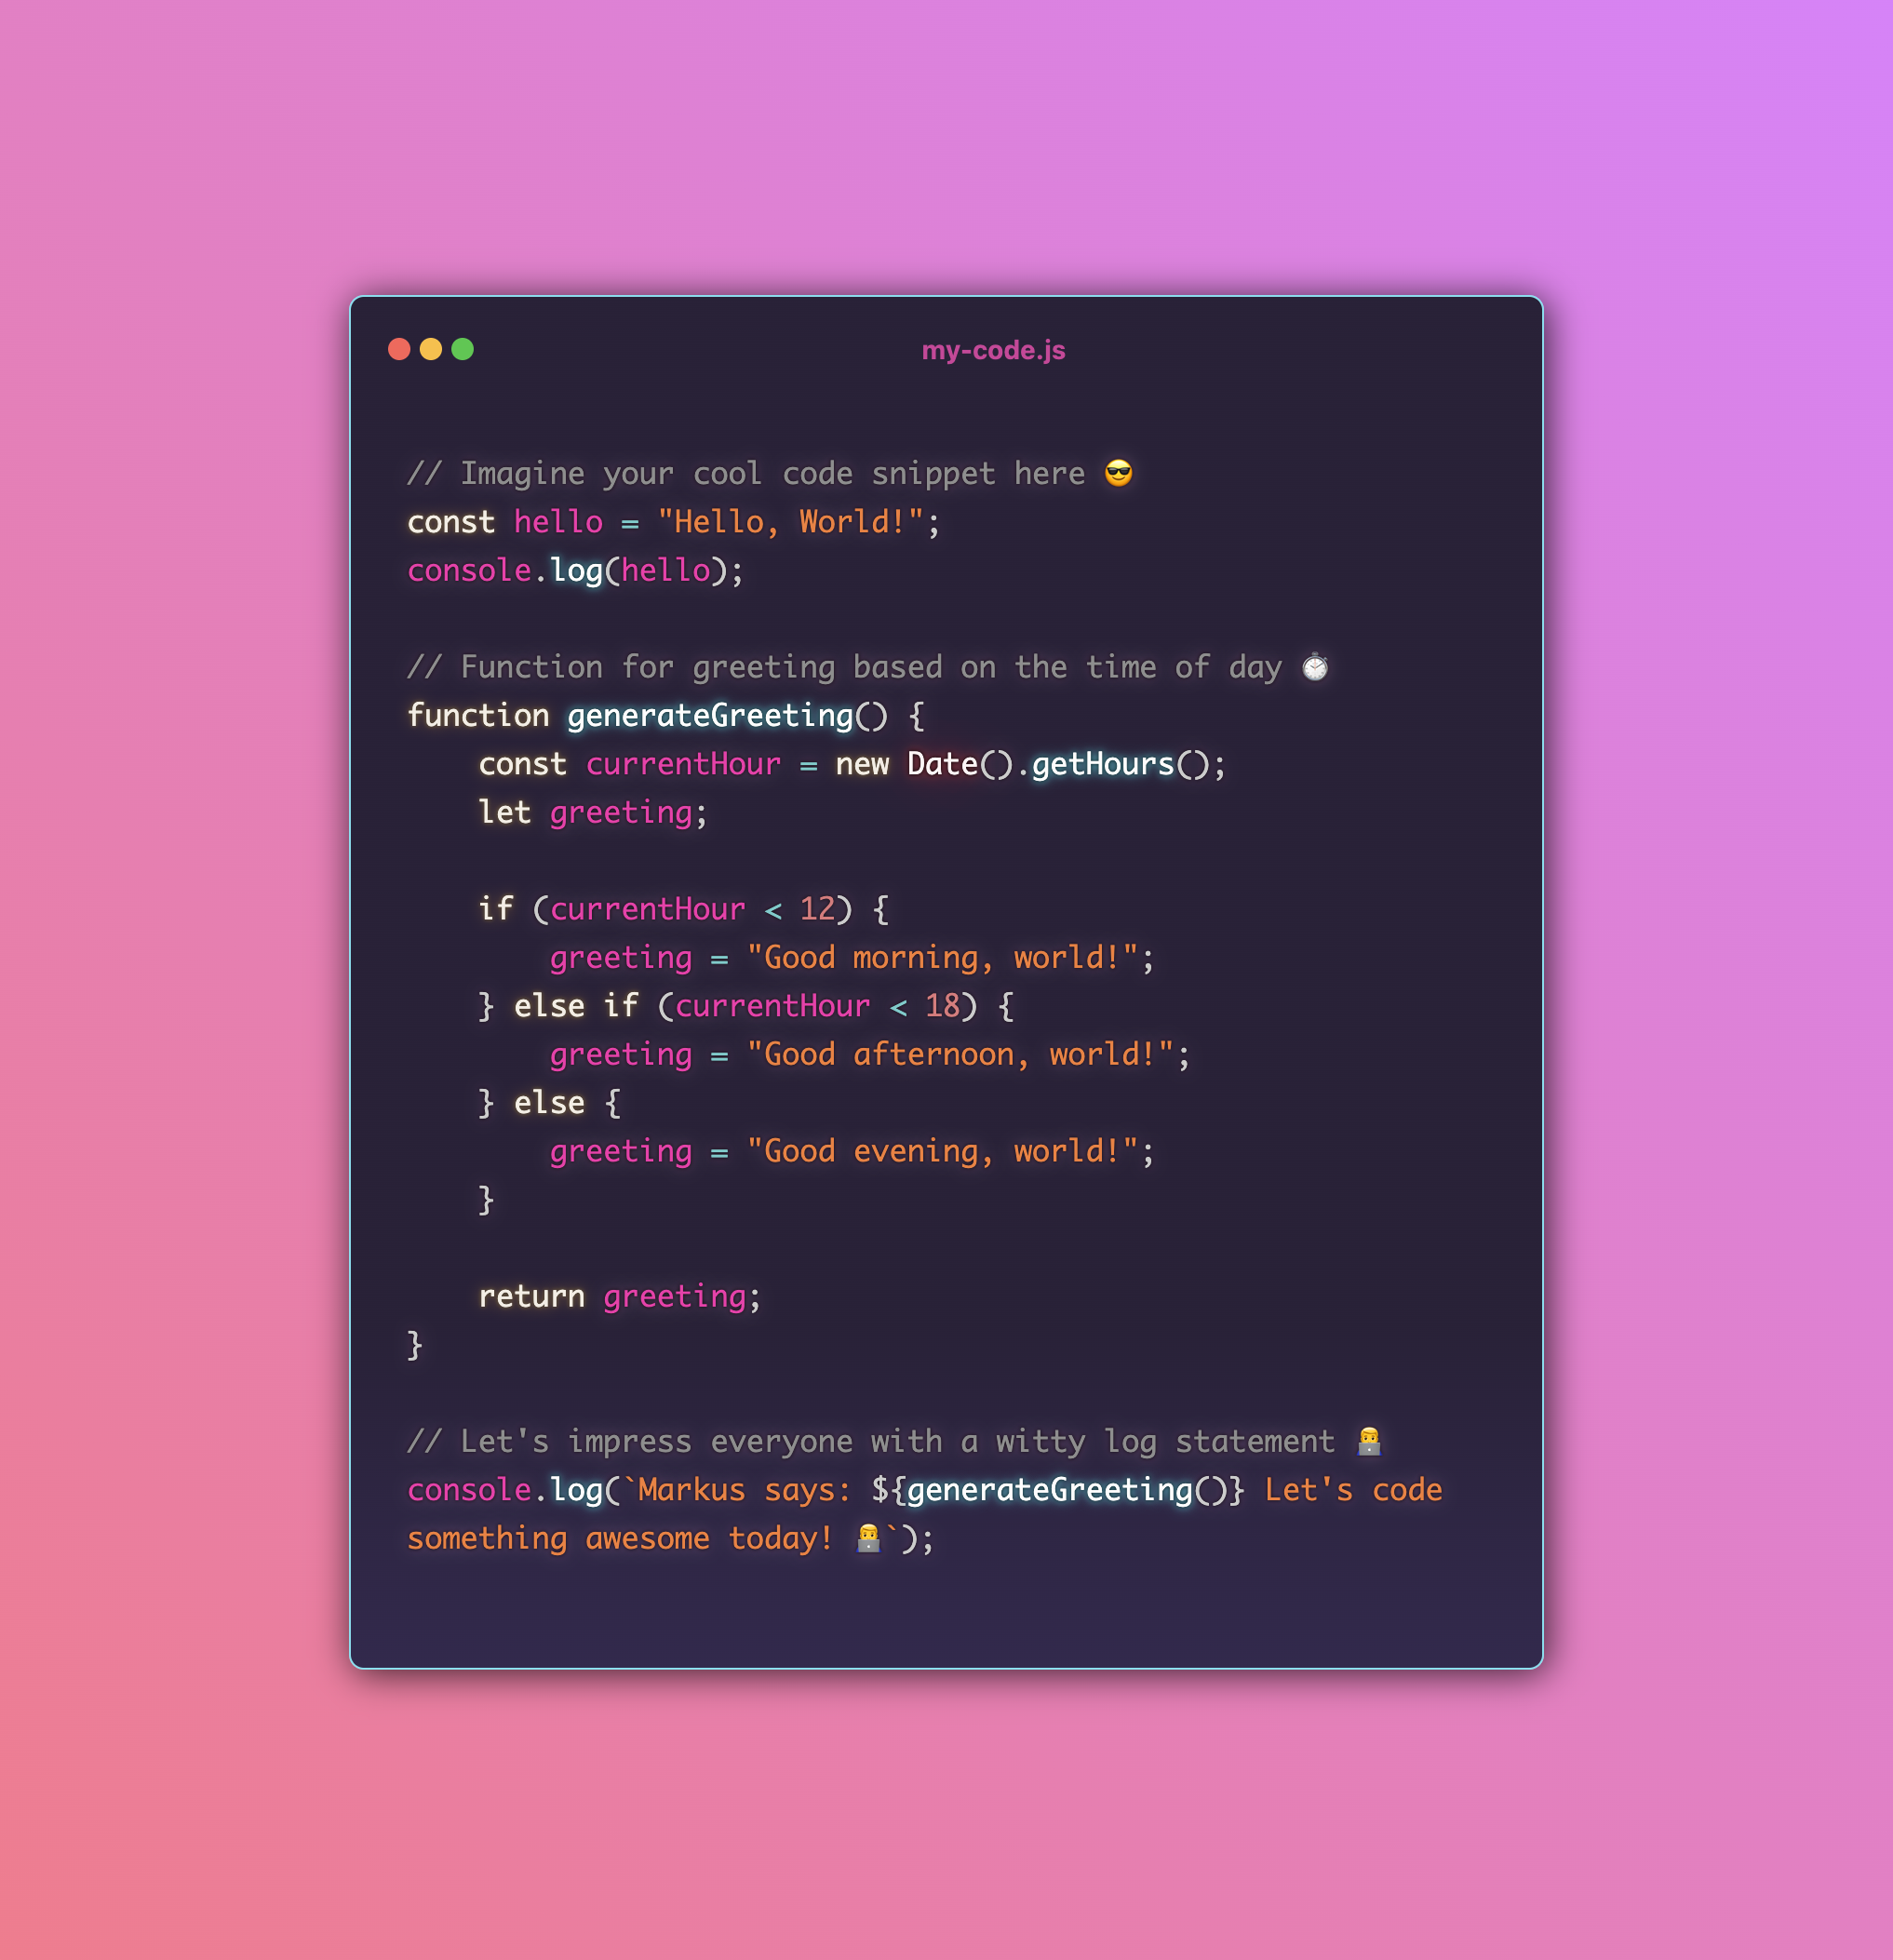 my-code.js
// Imagine your cool code snippet here 😎
const hello = "Hello, World!";
console.log(hello);
// Function for greeting based on the time of day ⏱️
function generateGreeting() {
    const currentHour = new Date().getHours();
    let greeting;
    if (currentHour < 12) {
        greeting = "Good morning, world!";
    } else if (currentHour < 18) {
        greeting = "Good afternoon, world!";
    } else {
        greeting = "Good evening, world!";
    }
    return greeting;
}
// Let's impress everyone with a witty log statement 👨‍💻
console.log(`Markus says: ${generateGreeting()} Let's code
something awesome today! 👨‍💻`);